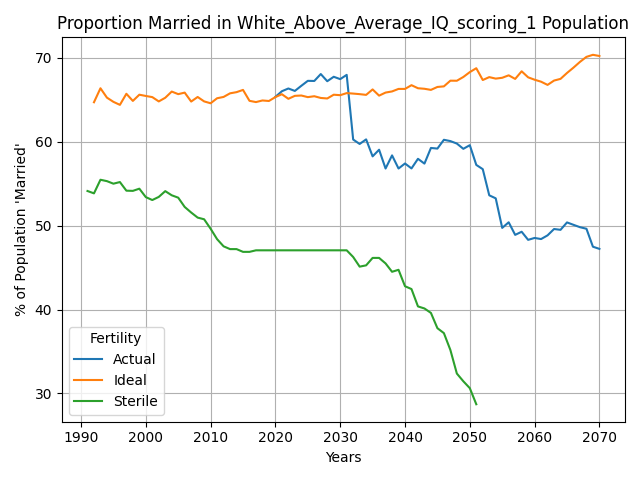 Proportion Married in White_Above_Average_IQ_scoring_1 Population
% of Population 'Married'
70
60
50
40
30
Fertility
Actual
Ideal
Sterile
1990 2000 2010 2020 2030 2040 2050 2060 2070
Years